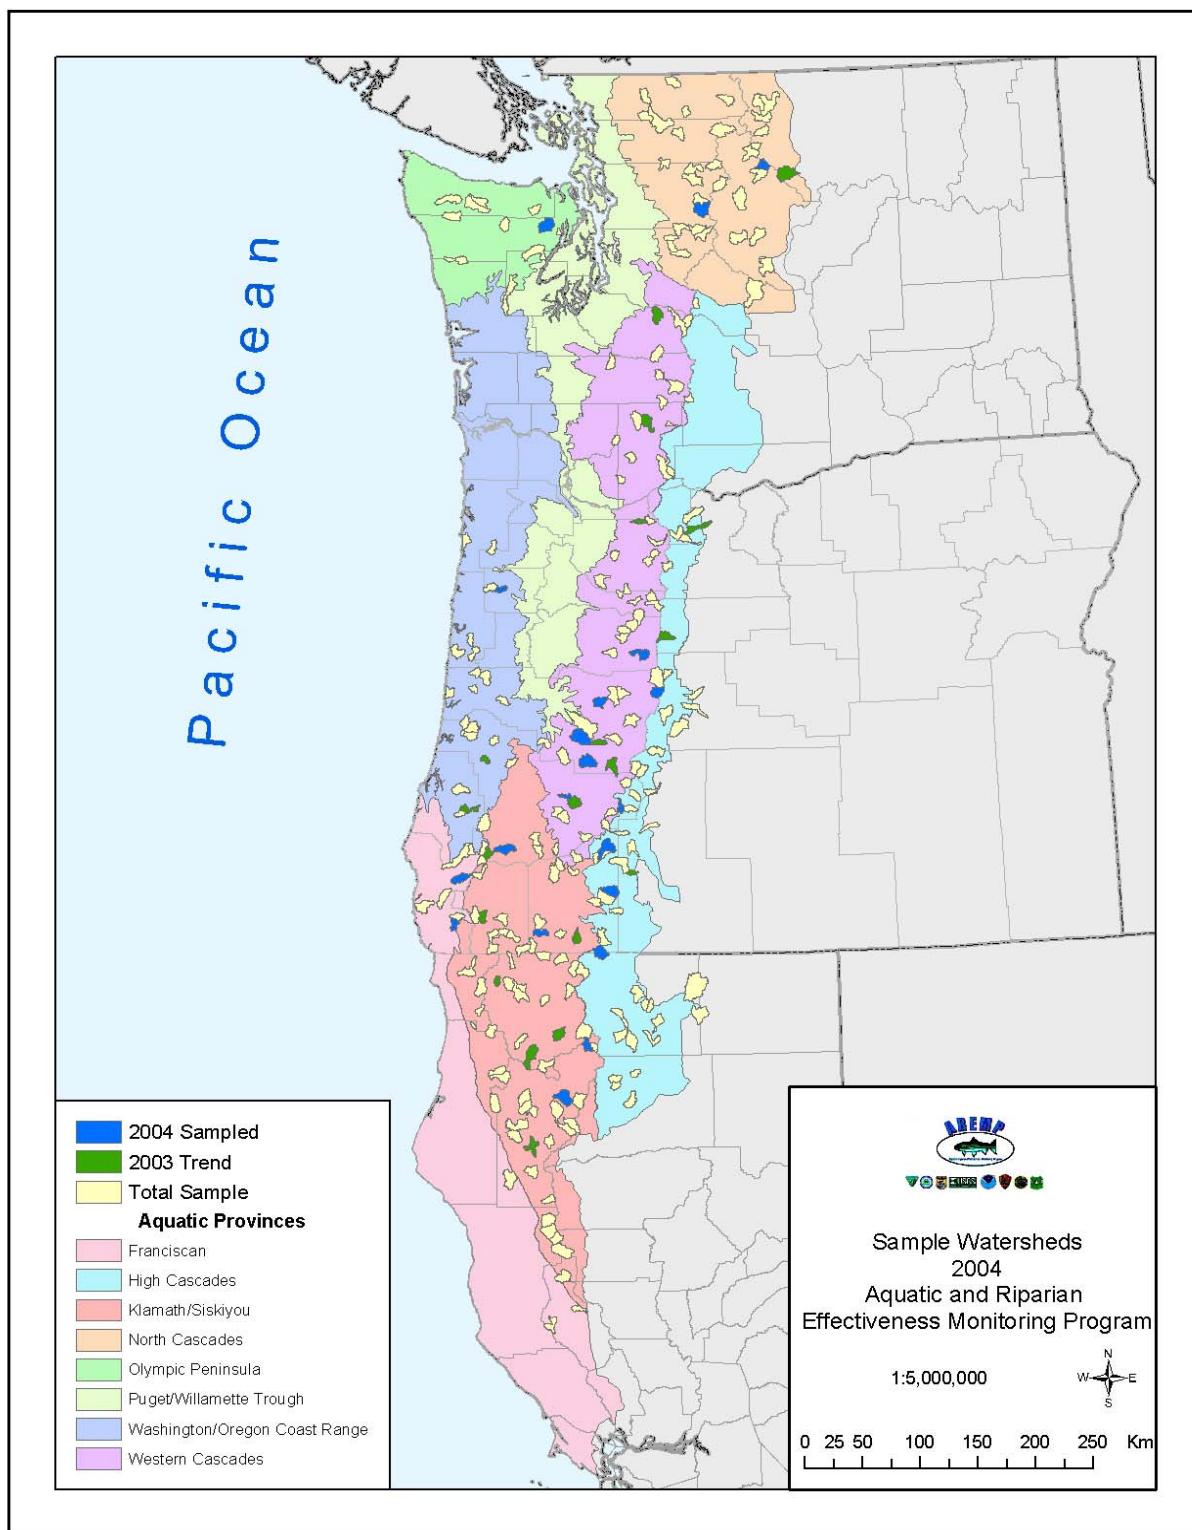 Pacific Ocean
2004 Sampled
2003 Trend
Total Sample
Aquatic Provinces
Franciscan
High Cascades
Klamath/Siskiyou
North Cascades
Olympic Peninsula
Puget/Willamette Trough
Washington/Oregon Coast Range
Western Cascades
AREMP
USGS
Sample Watersheds
2004
Aquatic and Riparian
Effectiveness Monitoring Program
1:5,000,000
N
W E
S
0 25 50 100 150 200 250 Km